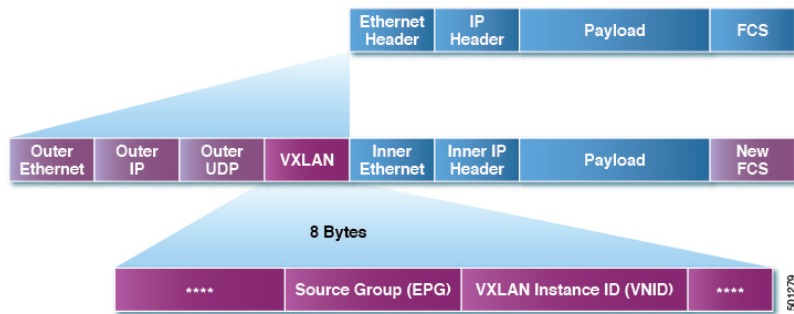 Ethernet Header
IP Header
Payload
FCS
Outer Ethernet
Outer IP
Outer UDP
VXLAN
Inner Ethernet
Inner IP Header
Payload
New FCS
8 Bytes
****
Source Group (EPG)
VXLAN Instance ID (VNID)
****
501279